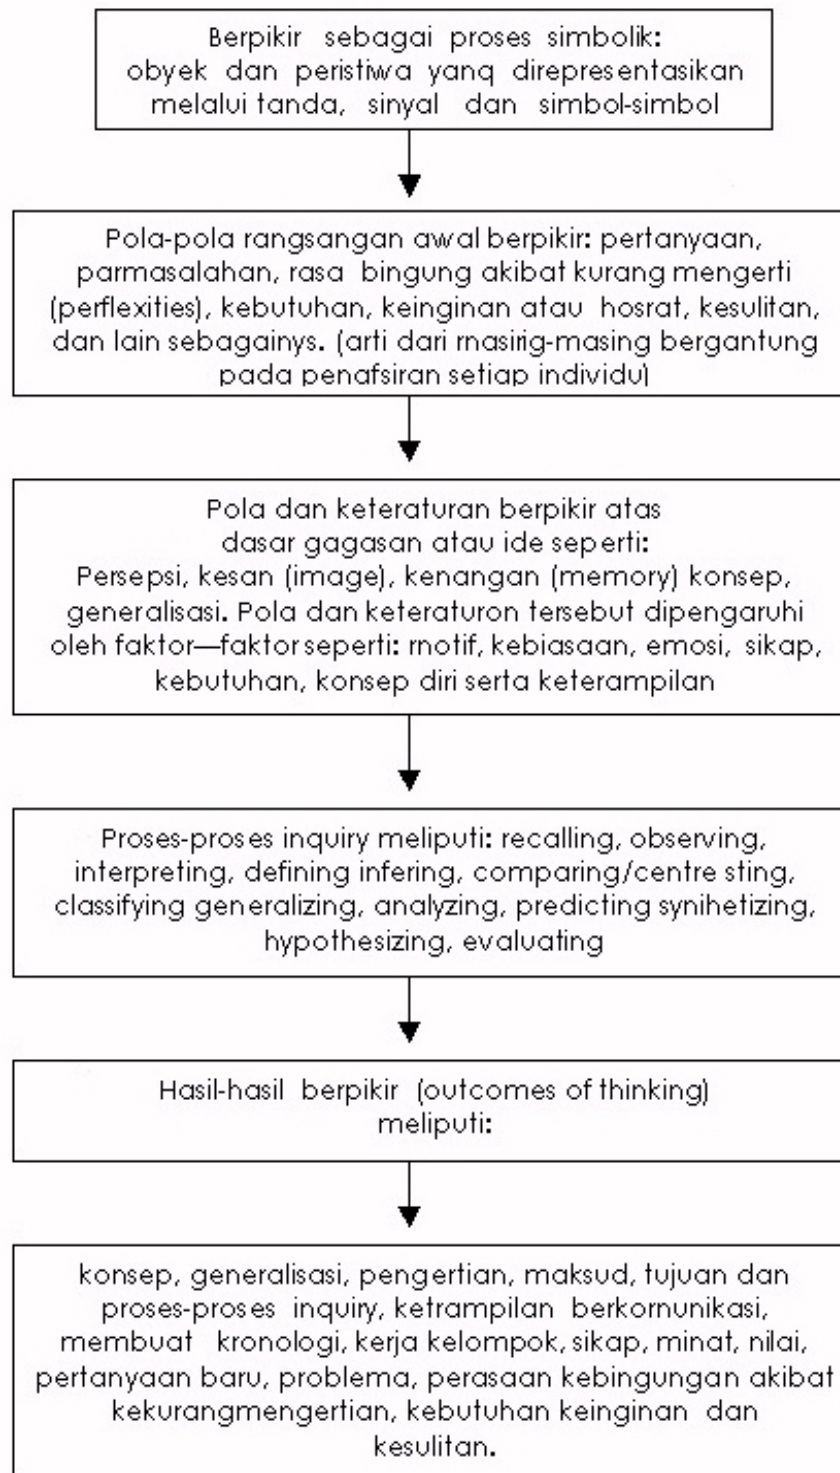 Berpikir sebagai proses simbolik:
obyek dan peristiwa yanq direpresentasikan
melalui tanda, sinyal dan simbol-simbol
Pola-pola rangsangan awal berpikir: pertanyaan,
parmasalahan, rasa bingung akibat kurang mengerti
(perflexities), kebutuhan, keinginan atau hosrat, kesulitan,
dan lain sebagainys. (arti dari rnasirig-masing bergantung
pada penafsiran setiap individu)
Pola dan keteraturan berpikir atas
dasar gagasan atau ide seperti:
Persepsi, kesan (image), kenangan (memory) konsep,
generalisasi. Pola dan keteraturon tersebut dipengaruhi
oleh faktor—faktor seperti: rnotif, kebiasaan, emosi, sikap,
kebutuhan, konsep diri serta keterampilan
Proses-proses inquiry meliputi: recalling, observing,
interpreting, defining infering, comparing/centre sting,
classifying generalizing, analyzing, predicting synihetizing,
hypothesizing, evaluating
Hasil-hasil berpikir (outcomes of thinking)
meliputi:
konsep, generalisasi, pengertian, maksud, tujuan dan
proses-proses inquiry, ketrampilan berkornunikasi,
membuat kronologi, kerja kelompok, sikap, minat, nilai,
pertanyaan baru, problema, perasaan kebingungan akibat
kekurangmengertian, kebutuhan keinginan dan
kesulitan.